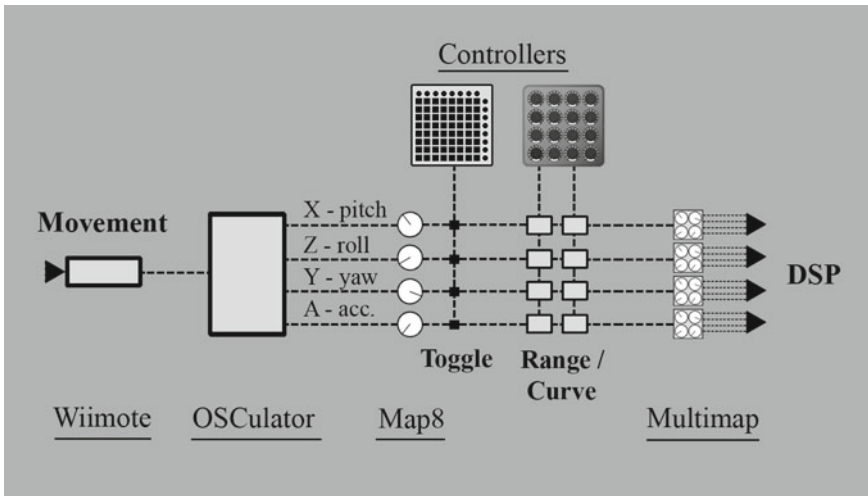 Controllers
X - pitch
Movement
Z - roll
Y - yaw
DSP
A - acc.
Toggle
Range /
Curve
Wiimote
OSCulator
Map8
Multimap